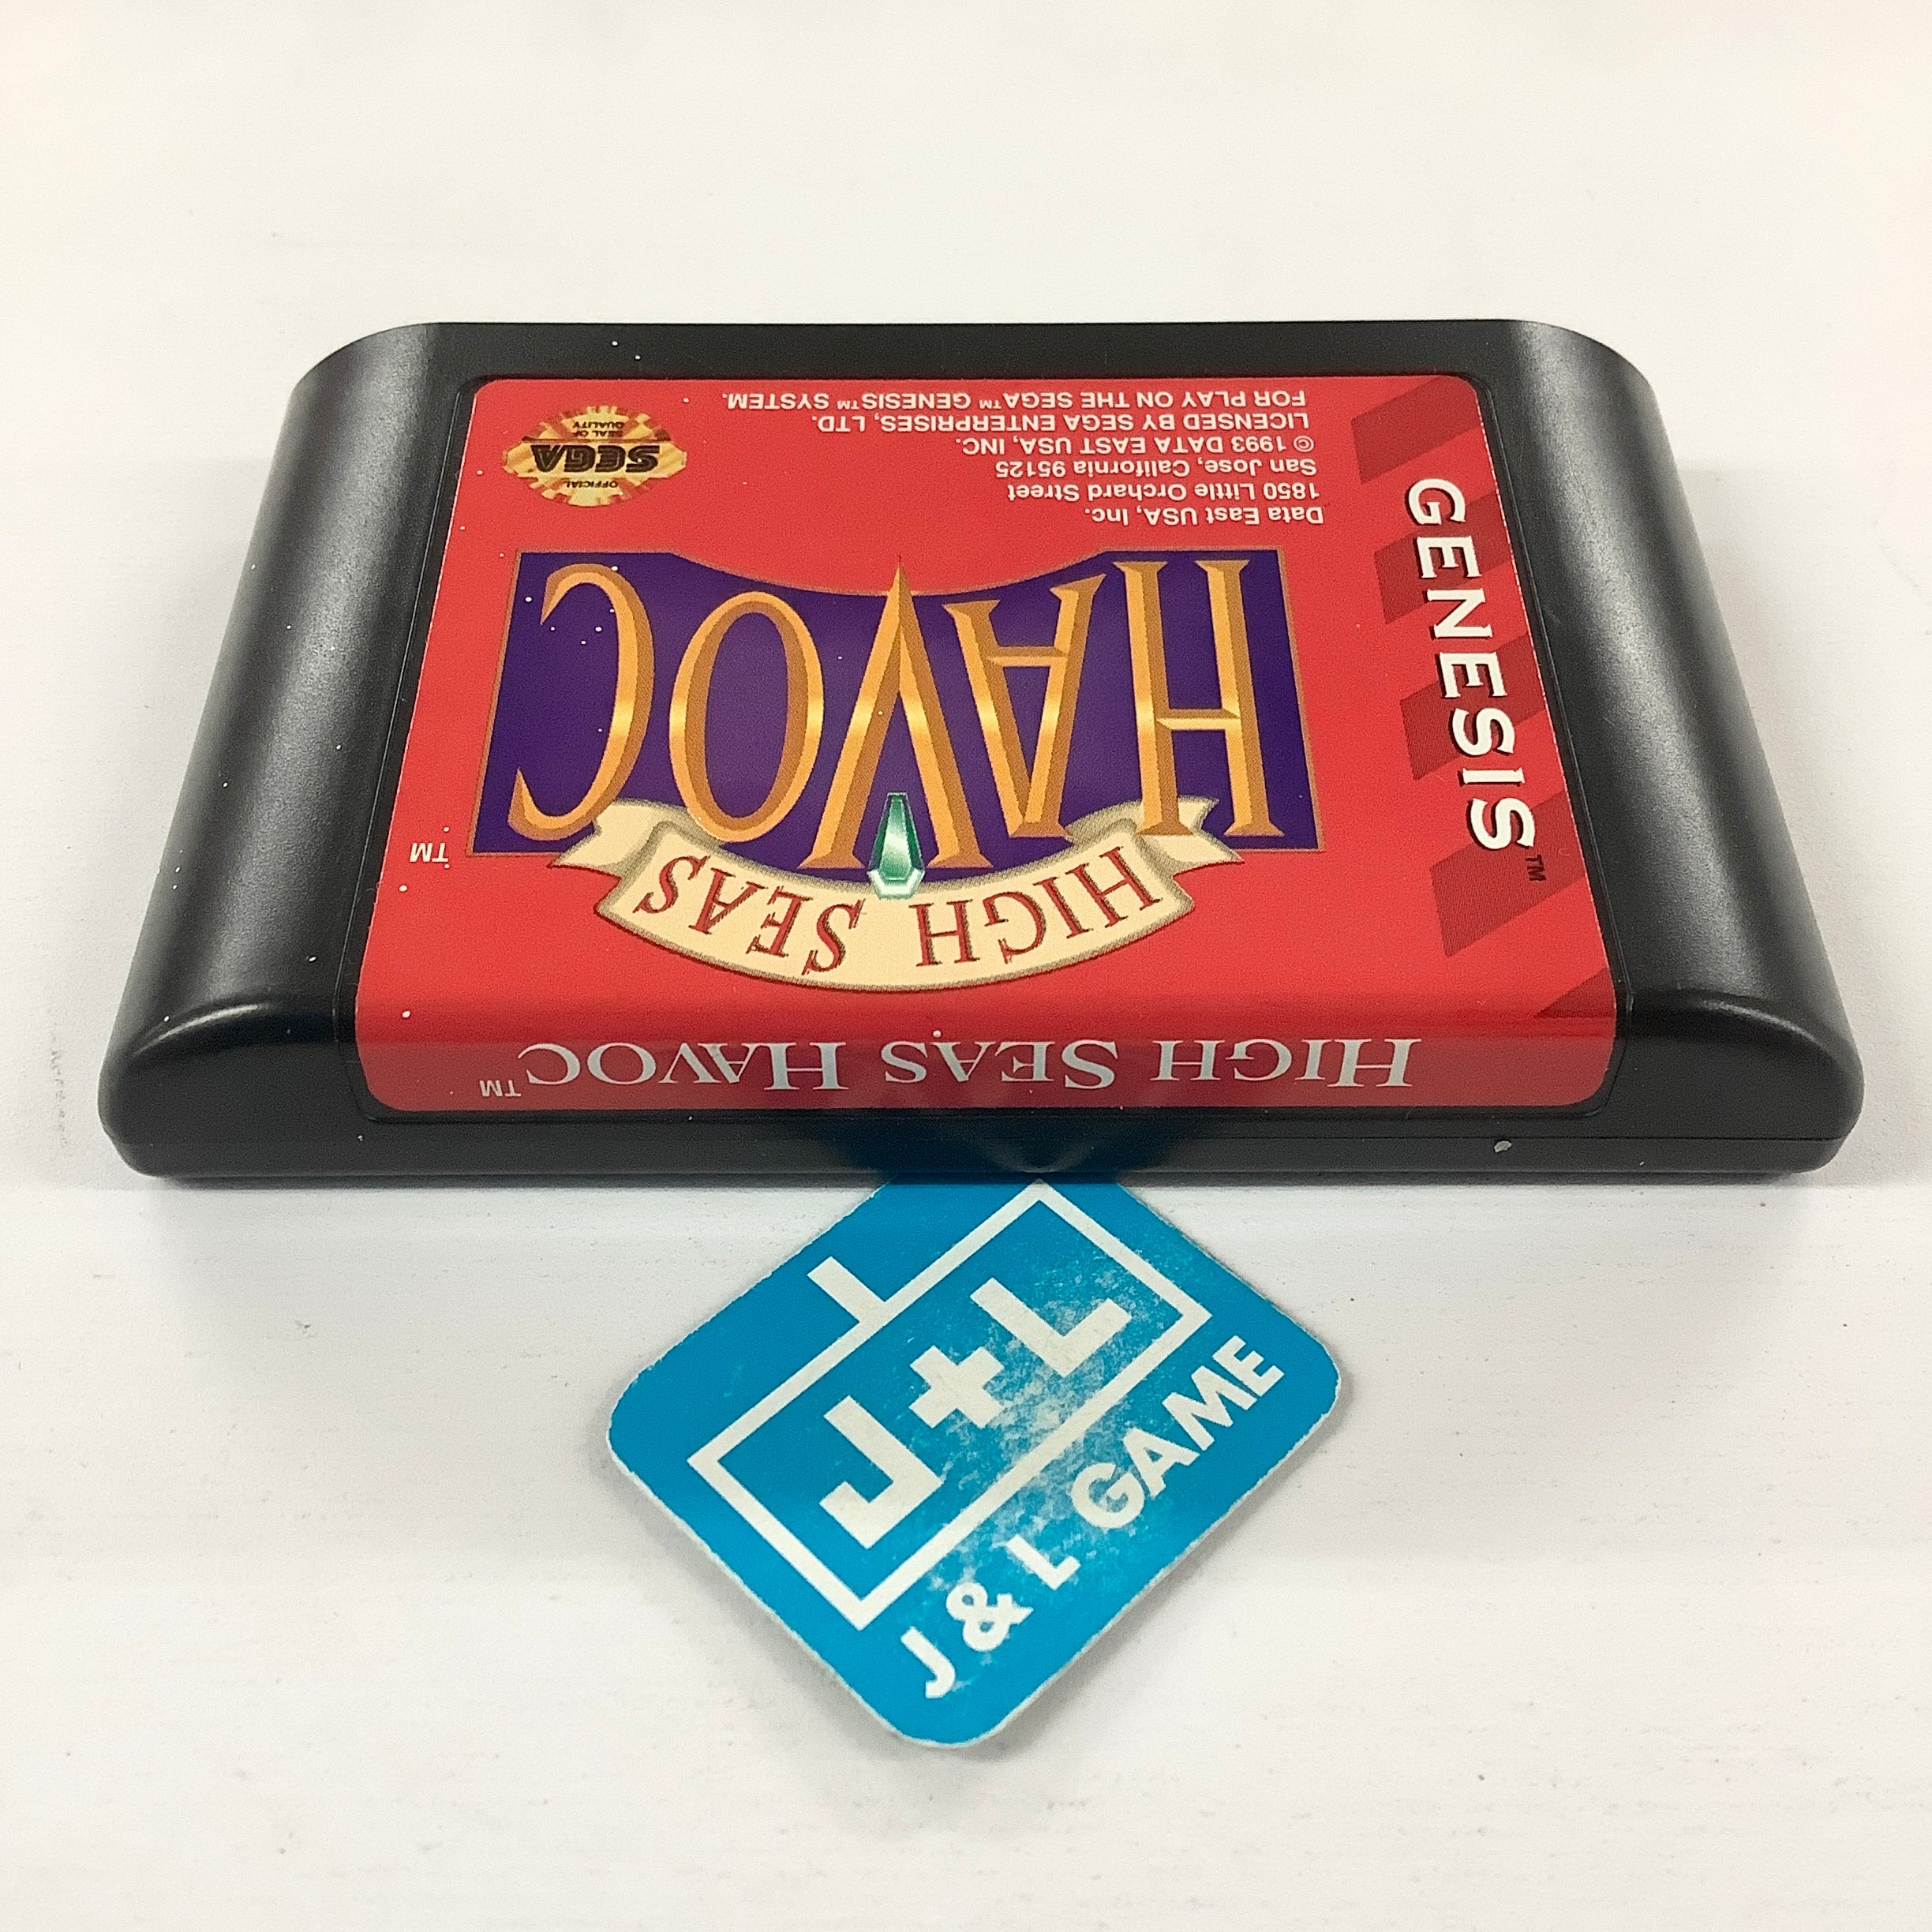 HIGH SEAS HAVOC™
HIGH SEAS
HAVOC
TM
GENESIS™
Data East USA, Inc.
1850 Little Orchard Street
San Jose, California 95125
© 1993 DATA EAST USA, INC.
LICENSED BY SEGA ENTERPRISES, LTD.
FOR PLAY ON THE SEGA™ GENESIS™ SYSTEM.
OFFICIAL
SEGA
SEAL OF
QUALITY
J+L
J & L GAME